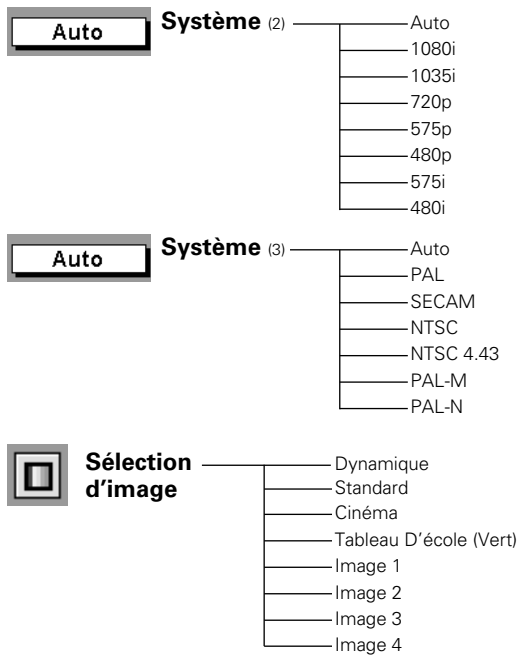 Auto
Système (2)
Auto
1080i
1035i
720p
575p
480p
575i
480i
Auto
Système (3)
Auto
PAL
SECAM
NTSC
NTSC 4.43
PAL-M
PAL-N
Sélection
d’image
Dynamique
Standard
Cinéma
Tableau D’école (Vert)
Image 1
Image 2
Image 3
Image 4